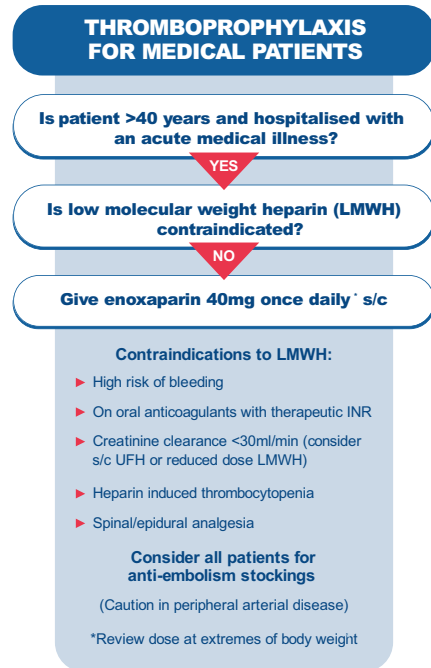 THROMBOPROPHYLAXIS
FOR MEDICAL PATIENTS
Is patient >40 years and hospitalised with
an acute medical illness?
YES
Is low molecular weight heparin (LMWH)
contraindicated?
NO
Give enoxaparin 40mg once daily * s/c
Contraindications to LMWH:
► High risk of bleeding
► On oral anticoagulants with therapeutic INR
► Creatinine clearance <30ml/min (consider
s/c UFH or reduced dose LMWH)
► Heparin induced thrombocytopenia
► Spinal/epidural analgesia
Consider all patients for
anti-embolism stockings
(Caution in peripheral arterial disease)
*Review dose at extremes of body weight